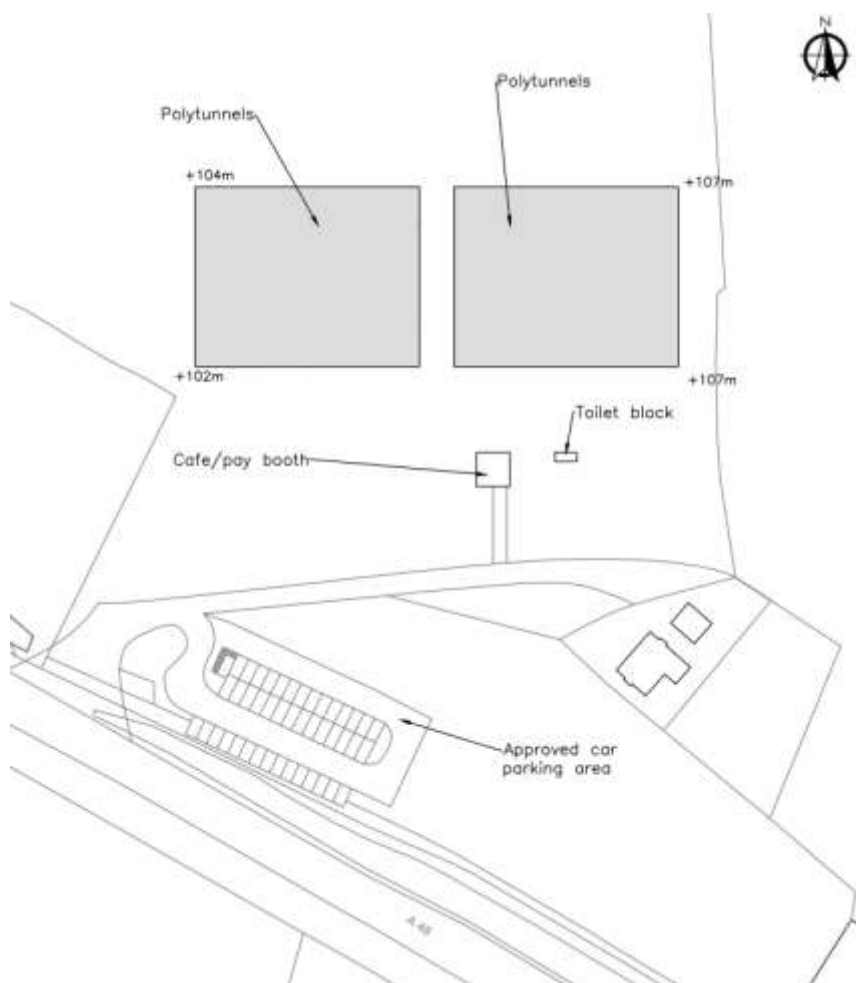 N
Polytunnels
Polytunnels
+104m
+107m
+102m
+107m
Toilet block
Cafe/pay booth
Approved car
parking area
A 48